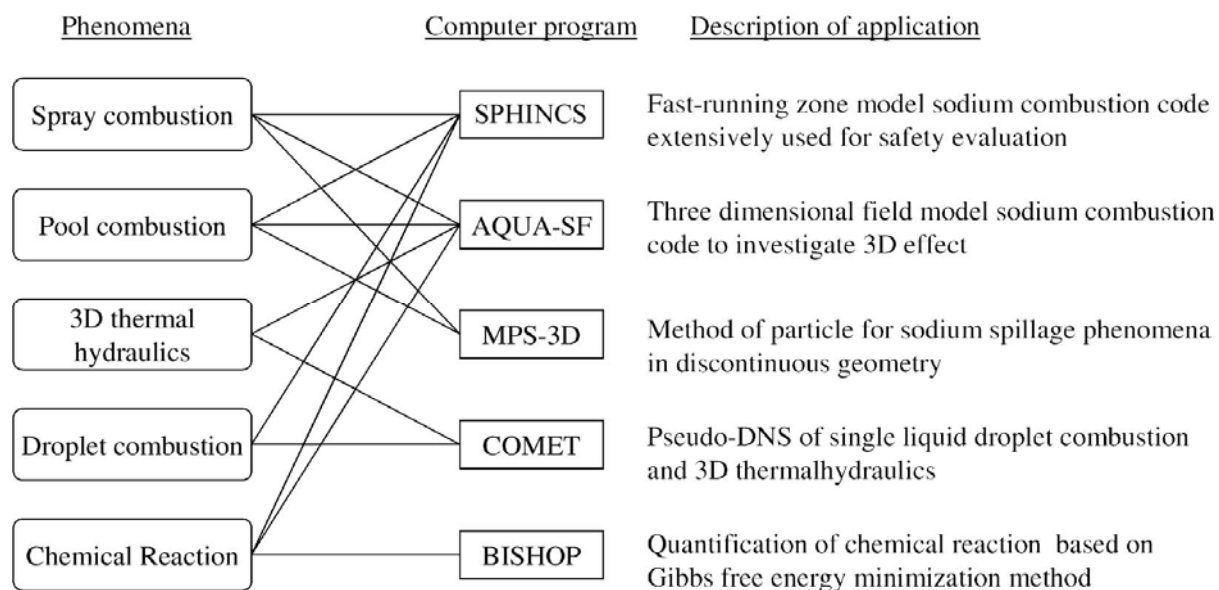 Phenomena
Computer program
Description of application
Spray combustion
SPHINCS
Fast-running zone model sodium combustion code
extensively used for safety evaluation
Pool combustion
AQUA-SF
Three dimensional field model sodium combustion
code to investigate 3D effect
3D thermal
hydraulics
MPS-3D
Method of particle for sodium spillage phenomena
in discontinuous geometry
Droplet combustion
COMET
Pseudo-DNS of single liquid droplet combustion
and 3D thermalhydraulics
Chemical Reaction
BISHOP
Quantification of chemical reaction based on
Gibbs free energy minimization method